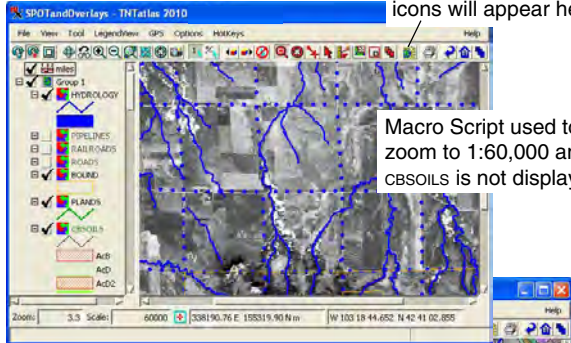 SPOTandOverlays - TNTatlas 2010
icons will appear he
File View Tool LegendView GPS Options HotKeys Help
miles
Group 1
HYDROLOGY
Macro Script used to
zoom to 1:60,000 an
CBSOILS is not display
PIPELINES
RAILROADS
ROADS
BOUND
PLANDS
CBSOILS
AcB
AcD
AcD2
Help
Zoom: 3.3 Scale: 60000 338190.76 E 155319.90 N m W 103 18 44.652 N 42 41 02.855